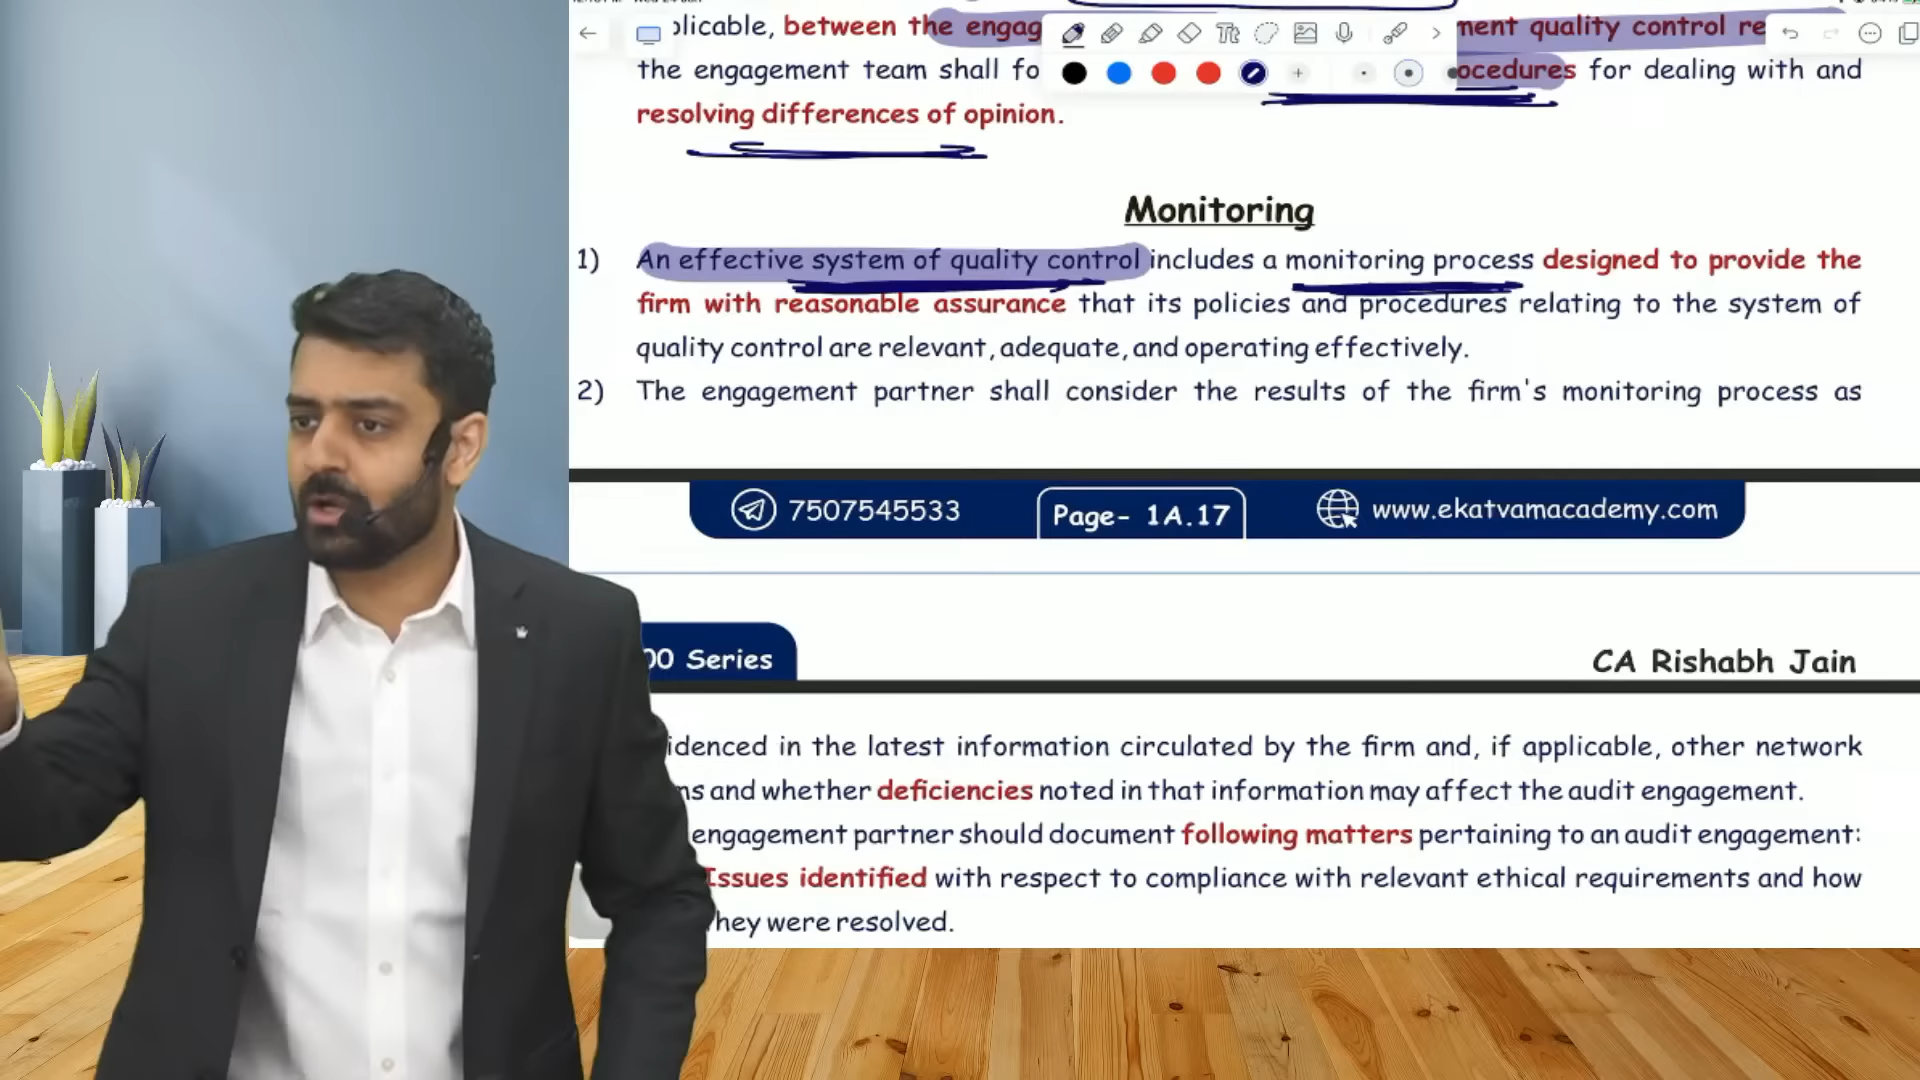 plicable, between the engag ment quality control re
the engagement team shall fo ocedures for dealing with and
resolving differences of opinion.
Monitoring
1) An effective system of quality control includes a monitoring process designed to provide the
firm with reasonable assurance that its policies and procedures relating to the system of
quality control are relevant, adequate, and operating effectively.
2) The engagement partner shall consider the results of the firm's monitoring process as
7507545533 Page- 1A.17 www.ekatvamacademy.com
00 Series CA Rishabh Jain
idenced in the latest information circulated by the firm and, if applicable, other network
ms and whether deficiencies noted in that information may affect the audit engagement.
engagement partner should document following matters pertaining to an audit engagement:
Issues identified with respect to compliance with relevant ethical requirements and how
they were resolved.